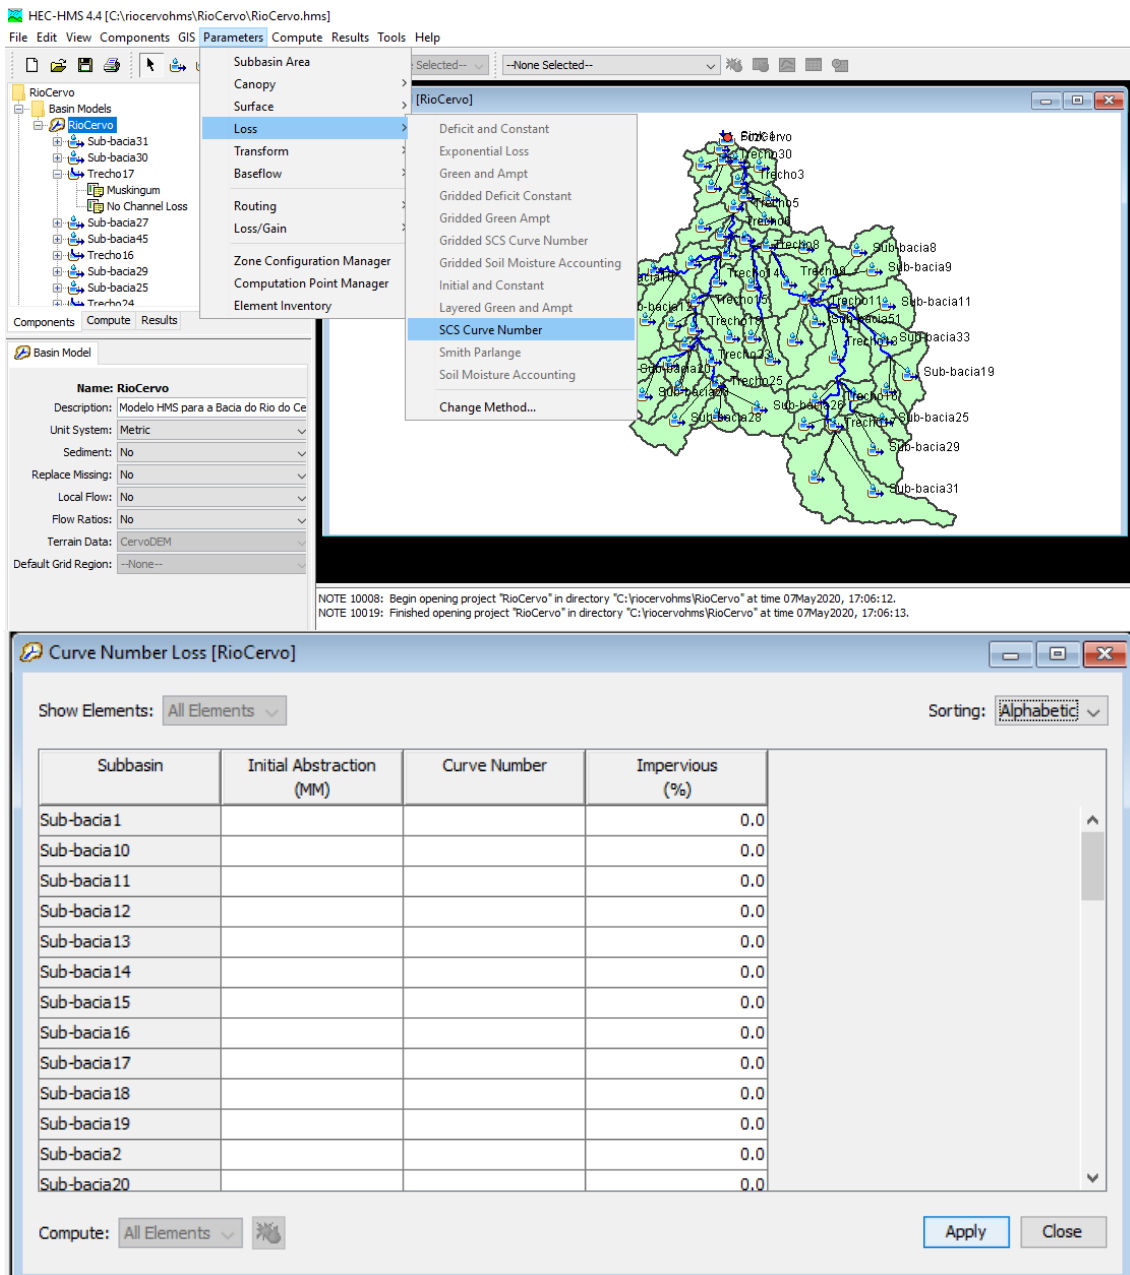 HEC-HMS 4.4 [C:\riocervohms\RioCervo\RioCervo.hms]
File Edit View Components GIS Parameters Compute Results Tools Help
Selected-- --None Selected--
RioCervo
Basin Models
RioCervo
Sub-bacia31
Sub-bacia30
Trecho17
Muskingum
No Channel Loss
Sub-bacia27
Sub-bacia45
Trecho16
Sub-bacia29
Sub-bacia25
Trecho24
Components Compute Results
Subbasin Area
Canopy
Surface
Loss
Transform
Baseflow
Routing
Loss/Gain
Zone Configuration Manager
Computation Point Manager
Element Inventory
Deficit and Constant
Exponential Loss
Green and Ampt
Gridded Deficit Constant
Gridded Green Ampt
Gridded SCS Curve Number
Gridded Soil Moisture Accounting
Initial and Constant
Layered Green and Ampt
SCS Curve Number
Smith Parlange
Soil Moisture Accounting
Change Method...
[RioCervo]
Trecho30
Trecho3
Trecho5
Trecho8
Sub-bacia8
Sub-bacia9
Trecho14
Trecho9
Trecho15
Trecho11
Sub-bacia11
Sub-bacia51
Sub-bacia33
Trecho23
Sub-bacia19
Trecho25
Sub-bacia26
Sub-bacia28
Sub-bacia25
Sub-bacia29
Sub-bacia31
Basin Model
Name: RioCervo
Description: Modelo HMS para a Bacia do Rio do Ce
Unit System: Metric
Sediment: No
Replace Missing: No
Local Flow: No
Flow Ratios: No
Terrain Data: CervoDEM
Default Grid Region: --None--
NOTE 10008: Begin opening project "RioCervo" in directory "C:\riocervohms\RioCervo" at time 07May2020, 17:06:12.
NOTE 10019: Finished opening project "RioCervo" in directory "C:\riocervohms\RioCervo" at time 07May2020, 17:06:13.
Curve Number Loss [RioCervo]
Show Elements: All Elements Sorting: Alphabetic
Subbasin Initial Abstraction (MM) Curve Number Impervious (%)
Sub-bacia1 0.0
Sub-bacia10 0.0
Sub-bacia11 0.0
Sub-bacia12 0.0
Sub-bacia13 0.0
Sub-bacia14 0.0
Sub-bacia15 0.0
Sub-bacia16 0.0
Sub-bacia17 0.0
Sub-bacia18 0.0
Sub-bacia19 0.0
Sub-bacia2 0.0
Sub-bacia20 0.0
Compute: All Elements Apply Close